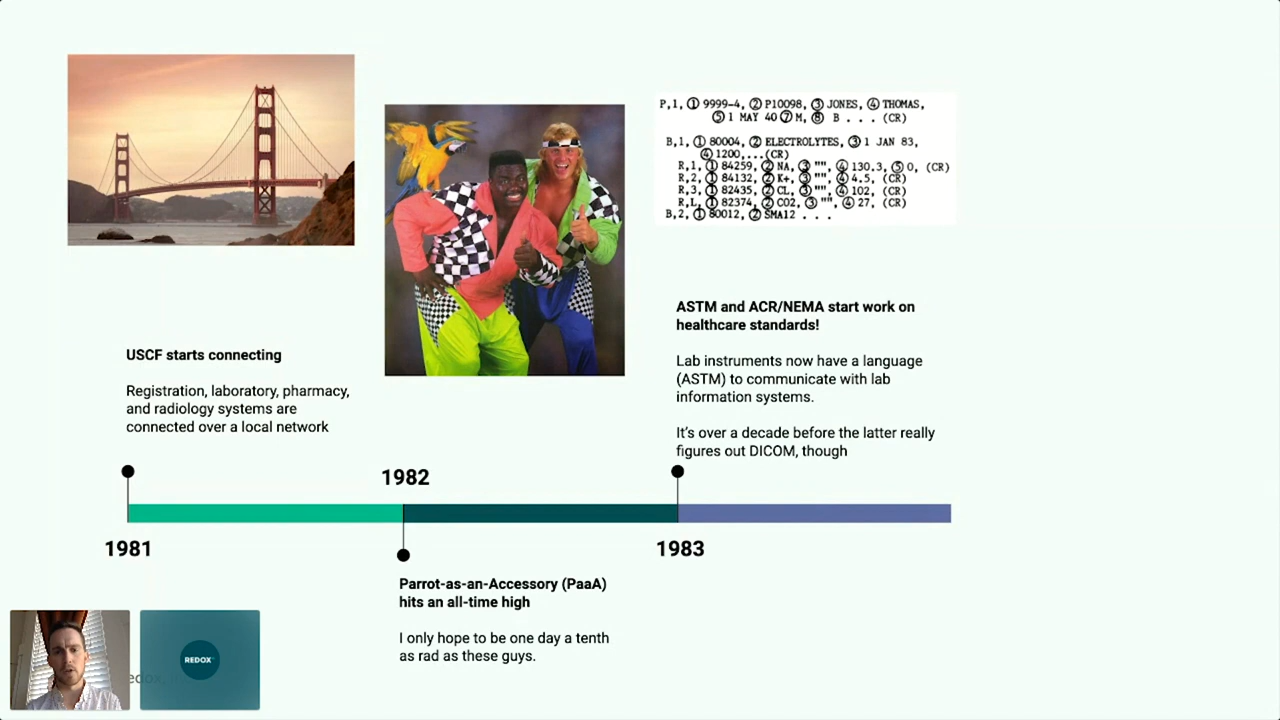 P,1, ① 9999-4, ② P10098, ③ JONES, ④ THOMAS,
⑤ 1 MAY 40 ⑦ M, ⑧ B . . . (CR)
B,1, ① 80004, ② ELECTROLYTES, ③ 1 JAN 83,
④ 1200,...(CR)
R,1, ① 84259, ② NA, ③ "", ④ 130.3, ⑤ 0, (CR)
R,2, ① 84132, ② K+, ③ "", ④ 4.5, (CR)
R,3, ① 82435, ② CL, ③ "", ④ 102, (CR)
R,L, ① 82374, ② CO2, ③ "", ④ 27, (CR)
B,2, ① 80012, ② SMA12 . . .
USCF starts connecting
Registration, laboratory, pharmacy,
and radiology systems are
connected over a local network
ASTM and ACR/NEMA start work on
healthcare standards!
Lab instruments now have a language
(ASTM) to communicate with lab
information systems.
It's over a decade before the latter really
figures out DICOM, though
1982
1981
1983
Parrot-as-an-Accessory (PaaA)
hits an all-time high
I only hope to be one day a tenth
as rad as these guys.
REDOX